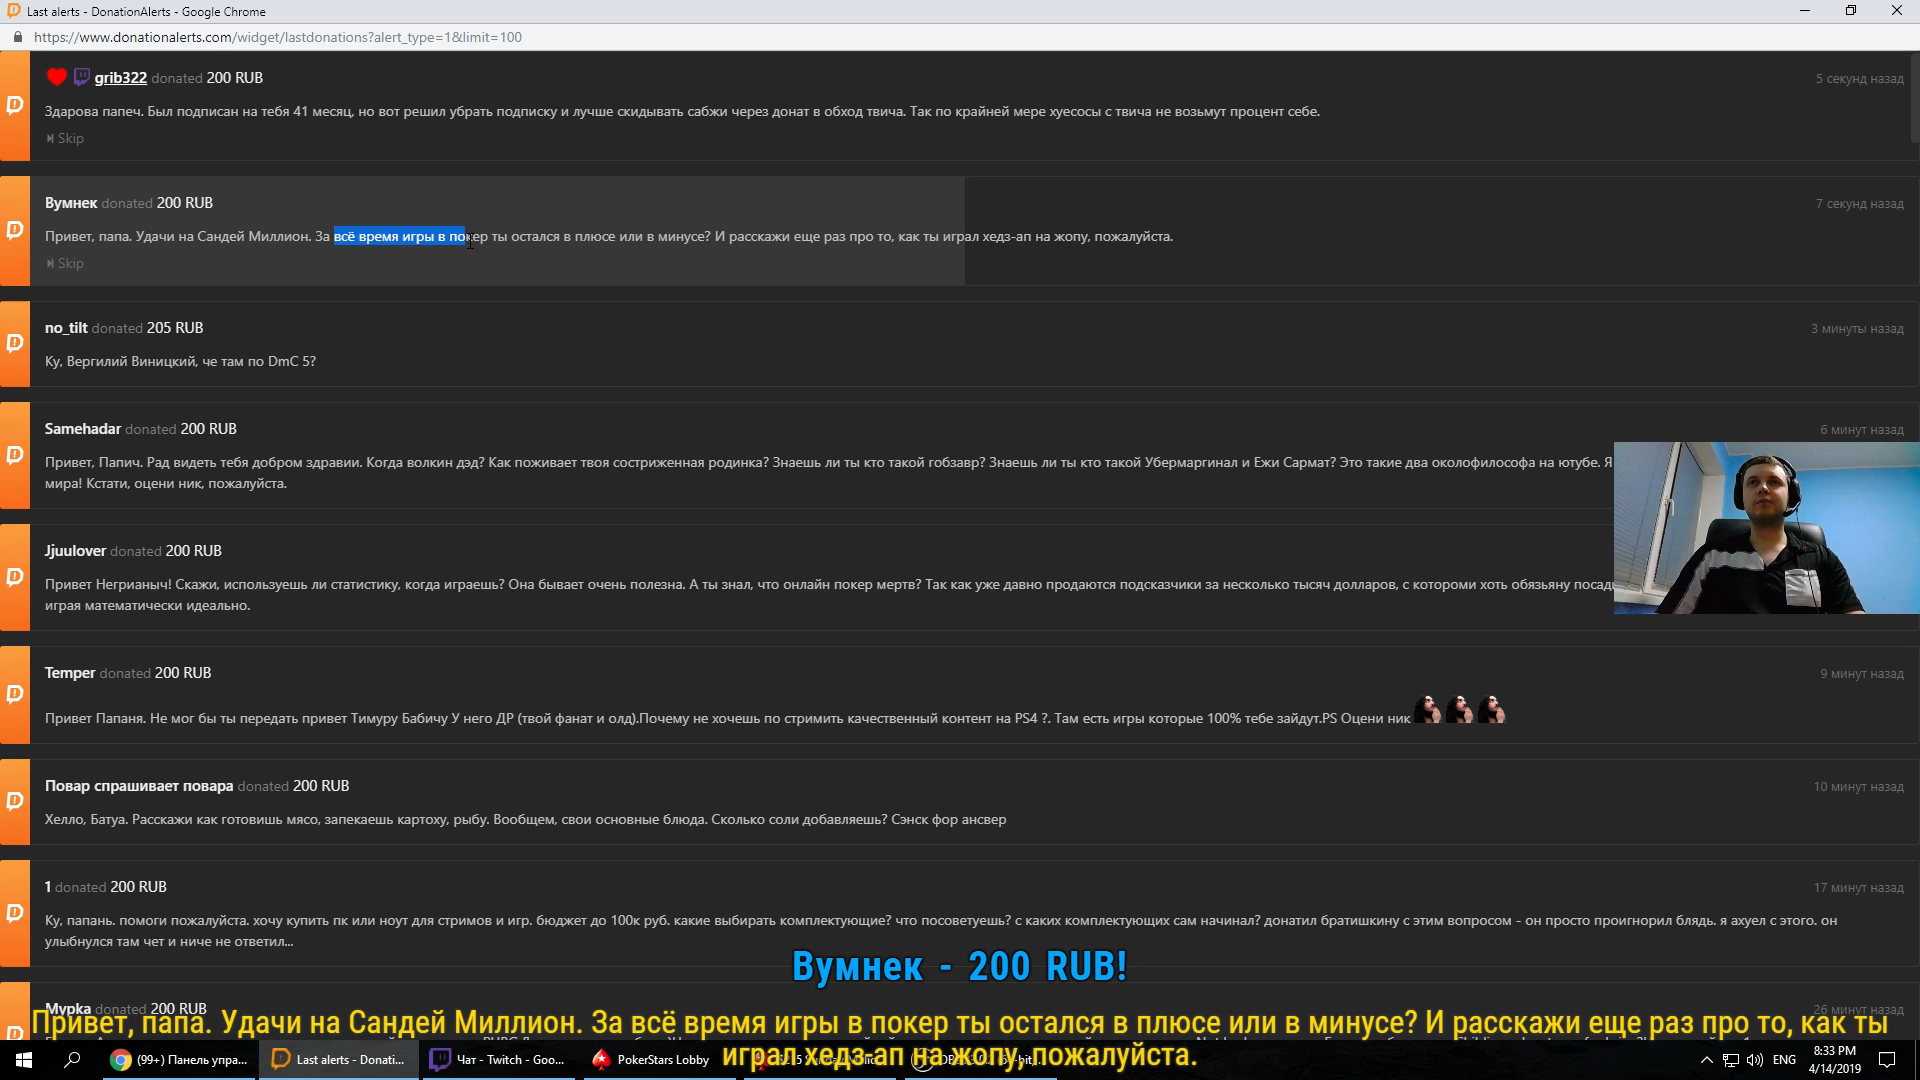 Last alerts - DonationAlerts - Google Chrome
https://www.donationalerts.com/widget/lastdonations?alert_type=1&limit=100
grib322 donated 200 RUB
5 секунд назад
Здарова папеч. Был подписан на тебя 41 месяц, но вот решил убрать подписку и лучше скидывать сабжи через донат в обход твича. Так по крайней мере хуесосы с твича не возьмут процент себе.
Skip
Вумнек donated 200 RUB
7 секунд назад
Привет, папа. Удачи на Сандей Миллион. За всё время игры в покер ты остался в плюсе или в минусе? И расскажи еще раз про то, как ты играл хедз-ап на жопу, пожалуйста.
Skip
no_tilt donated 205 RUB
3 минуты назад
Ку, Вергилий Виницкий, че там по DmC 5?
Samehadar donated 200 RUB
6 минут назад
Привет, Папич. Рад видеть тебя добром здравии. Когда волкин дэд? Как поживает твоя состриженная родинка? Знаешь ли ты кто такой гобзавр? Знаешь ли ты кто такой Убермаргинал и Ежи Сармат? Это такие два околофилософа на ютубе. Я
мира! Кстати, оцени ник, пожалуйста.
Jjuulover donated 200 RUB
Привет Негрианыч! Скажи, используешь ли статистику, когда играешь? Она бывает очень полезна. А ты знал, что онлайн покер мертв? Так как уже давно продаются подсказчики за несколько тысяч долларов, с котороми хоть обязьяну посад
играя математически идеально.
Temper donated 200 RUB
9 минут назад
Привет Папаня. Не мог бы ты передать привет Тимуру Бабичу У него ДР (твой фанат и олд).Почему не хочешь по стримить качественный контент на PS4 ?. Там есть игры которые 100% тебе зайдут.PS Оцени ник
Повар спрашивает повара donated 200 RUB
10 минут назад
Хелло, Батуа. Расскажи как готовишь мясо, запекаешь картоху, рыбу. Вообщем, свои основные блюда. Сколько соли добавляешь? Сэнск фор ансвер
1 donated 200 RUB
17 минут назад
Ку, папань. помоги пожалуйста. хочу купить пк или ноут для стримов и игр. бюджет до 100к руб. какие выбирать комплектующие? что посоветуешь? с каких комплектующих сам начинал? донатил братишкину с этим вопросом - он просто проигнорил блядь. я ахуел с этого. он
улыбнулся там чет и ниче не ответил...
Вумнек - 200 RUB!
Мурка donated 200 RUB
26 минут назад
Привет, папа. Удачи на Сандей Миллион. За всё время игры в покер ты остался в плюсе или в минусе? И расскажи еще раз про то, как ты
играл хедз-ап на жопу, пожалуйста.
(99+) Панель упра...
Last alerts - Donati...
Чат - Twitch - Goo...
PokerStars Lobby
ENG
8:33 PM
4/14/2019